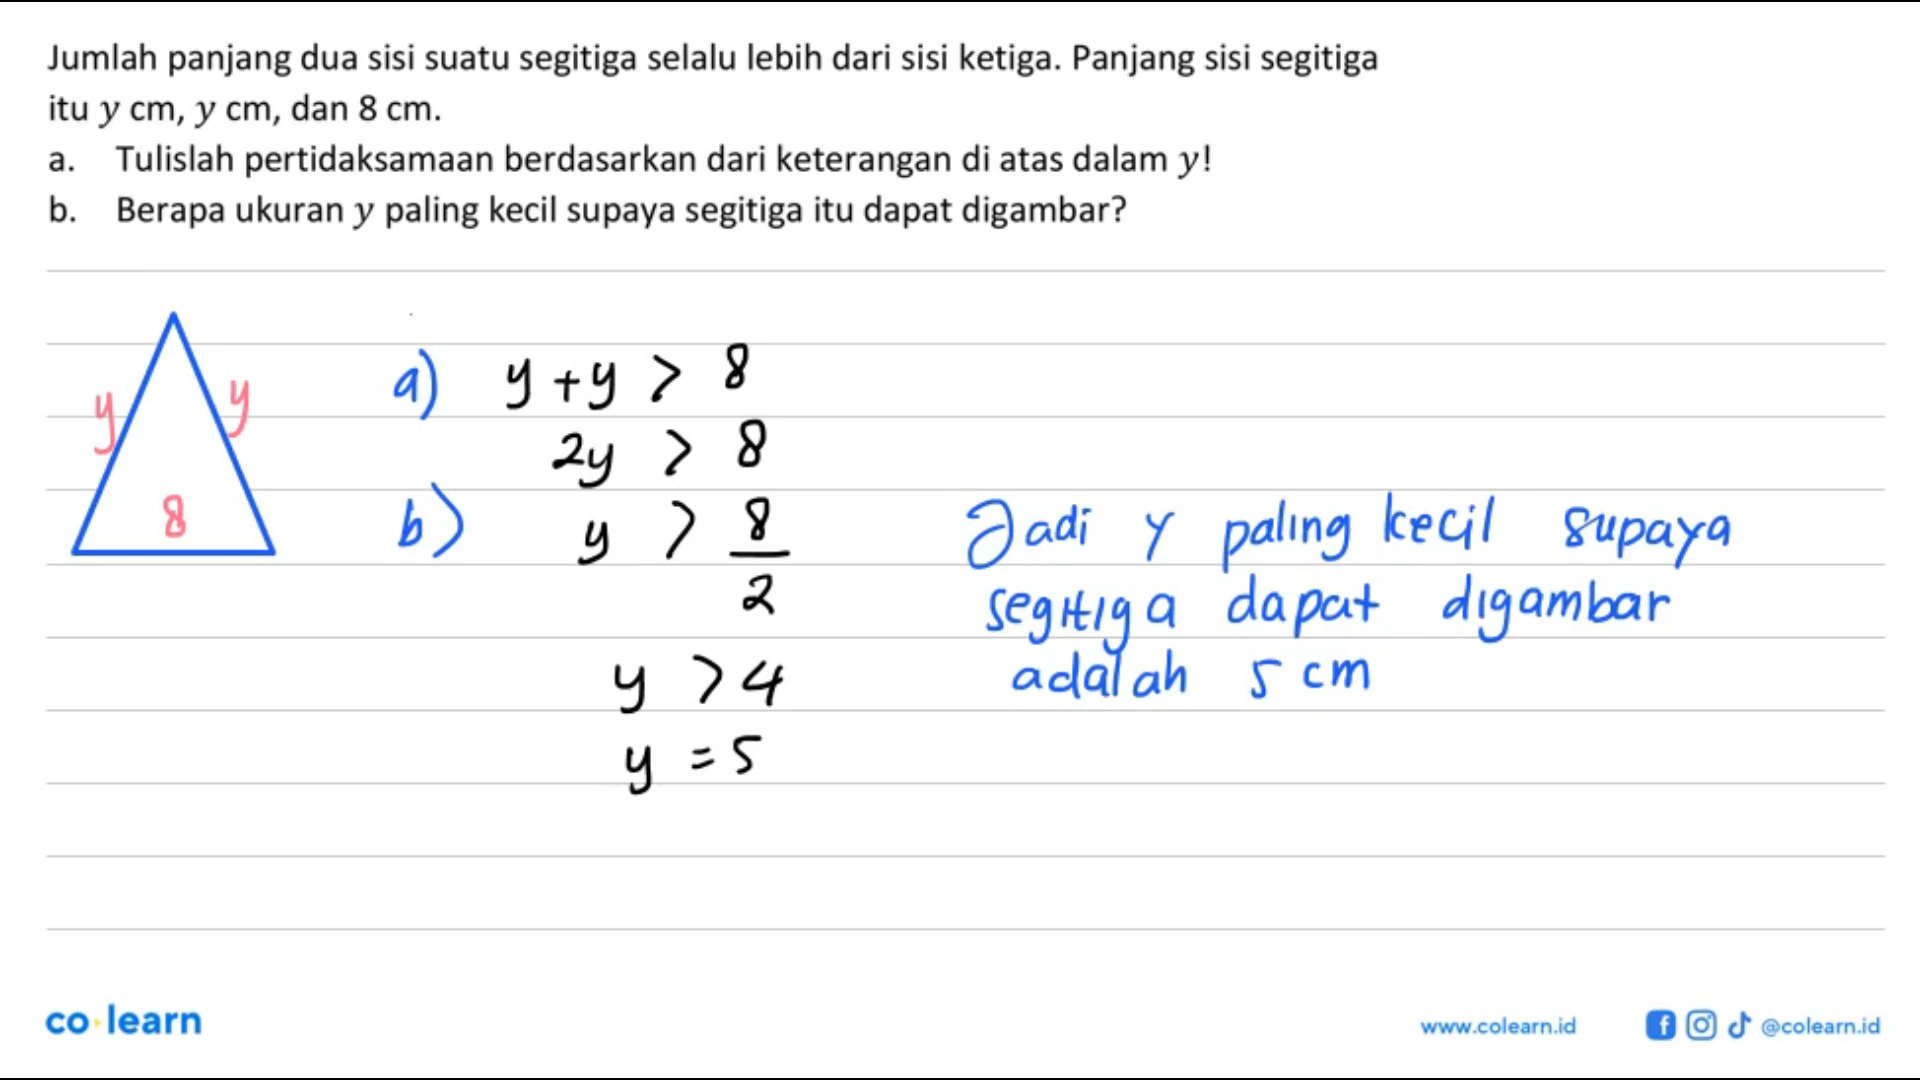 Jumlah panjang dua sisi suatu segitiga selalu lebih dari sisi ketiga. Panjang sisi segitiga
itu y cm, y cm, dan 8 cm.
a. Tulislah pertidaksamaan berdasarkan dari keterangan di atas dalam y!
b. Berapa ukuran y paling kecil supaya segitiga itu dapat digambar?
y y
8
a) y + y > 8
2y > 8
b) y > 8/2
y > 4
y = 5
Jadi y paling kecil supaya
segitiga dapat digambar
adalah 5 cm
co learn
www.colearn.id
@colearn.id